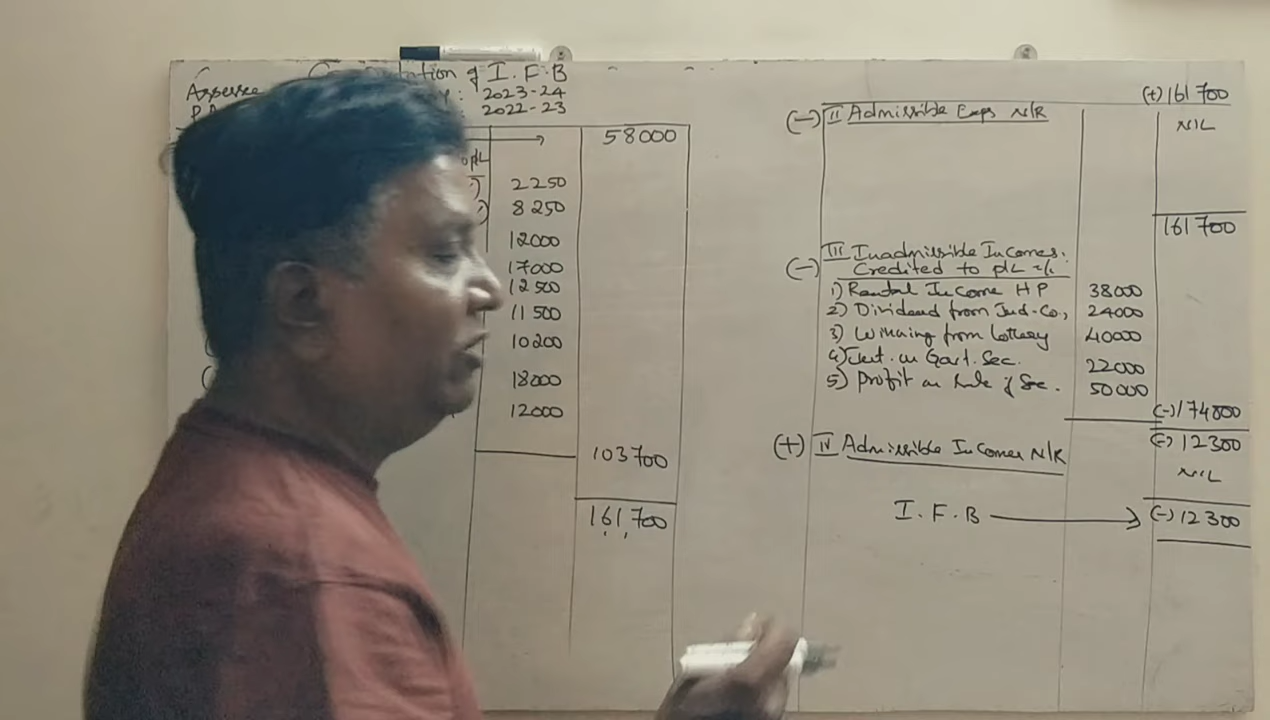 tation of I.F.B
Assessee
Y: 2023-24
2022-23
58000
2250
8250
12000
17000
12500
11500
10200
18000
12000
103700
161700
(+) 161700
(-) II Admissible Exps N/R
NIL
161700
(-) III Inadmissible Incomes.
Credited to P/L a/c
1) Rental Income HP 38000
2) Dividend from Ind. Co., 24000
3) Winning from Lottery 40000
4) Int. on Govt. Sec. 22000
5) Profit on Sale of Sec. 50000
(-) 174000
(-) 12300
(+) IV Admissible Incomes N/R
NIL
I.F.B (-) 12300